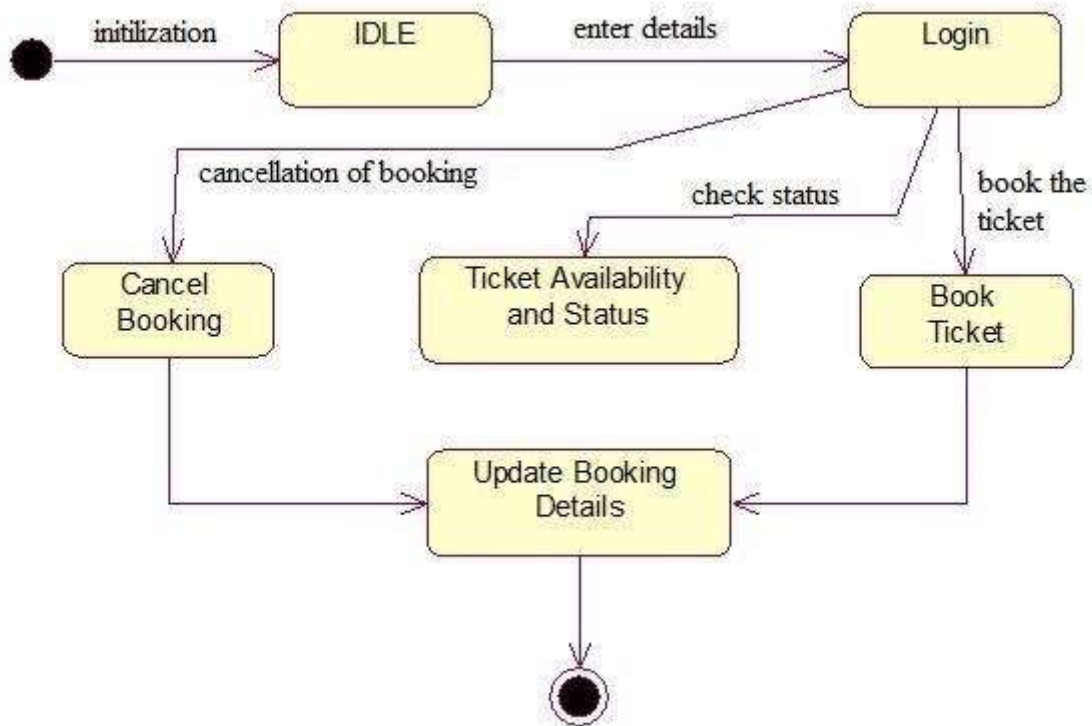 initilization
IDLE
enter details
Login
cancellation of booking
check status
book the
ticket
Cancel
Booking
Ticket Availability
and Status
Book
Ticket
Update Booking
Details